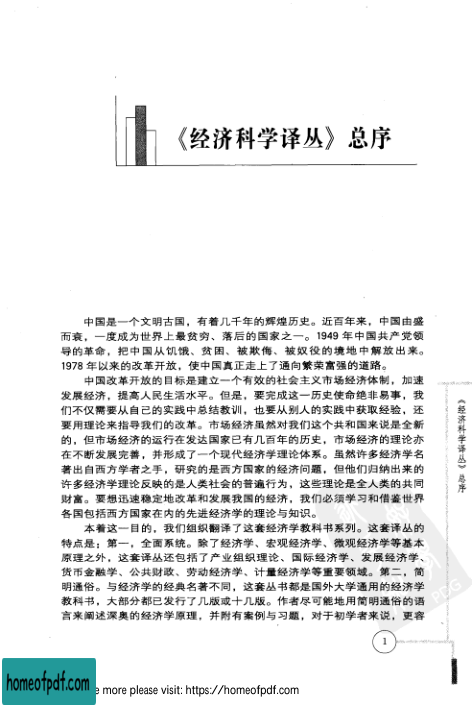 《经济科学译丛》总序
中国是一个文明古国，有着几千年的辉煌历史。近百年来，中国由盛
而衰，一度成为世界上最贫穷、落后的国家之一。1949 年中国共产党领
导的革命，把中国从饥饿、贫困、被欺侮、被奴役的境地中解放出来。
1978 年以来的改革开放，使中国真正走上了通向繁荣富强的道路。
中国改革开放的目标是建立一个有效的社会主义市场经济体制，加速
发展经济，提高人民生活水平。但是，要完成这一历史使命绝非易事，我
们不仅需要从自己的实践中总结教训，也要从别人的实践中获取经验，还
要用理论来指导我们的改革。市场经济虽然对我们这个共和国来说是全新
的，但市场经济的运行在发达国家已有几百年的历史，市场经济的理论亦
在不断发展完善，并形成了一个现代经济学理论体系。虽然许多经济学名
著出自西方学者之手，研究的是西方国家的经济问题，但他们归纳出来的
许多经济学理论反映的是人类社会的普遍行为，这些理论是全人类的共同
财富。要想迅速稳定地改革和发展我国的经济，我们必须学习和借鉴世界
各国包括西方国家在内的先进经济学的理论与知识。
本着这一目的，我们组织翻译了这套经济学教科书系列。这套译丛的
特点是：第一，全面系统。除了经济学、宏观经济学、微观经济学等基本
原理之外，这套译丛还包括了产业组织理论、国际经济学、发展经济学、
货币金融学、公共财政、劳动经济学、计量经济学等重要领域。第二，简
明通俗。与经济学的经典名著不同，这套丛书都是国外大学通用的经济学
教科书，大部分都已发行了几版或十几版。作者尽可能地用简明通俗的语
言来阐述深奥的经济学原理，并附有案例与习题，对于初学者来说，更容
《经济科学译丛》总序
1
homeofpdf.com
e more please visit: https://homeofpdf.com